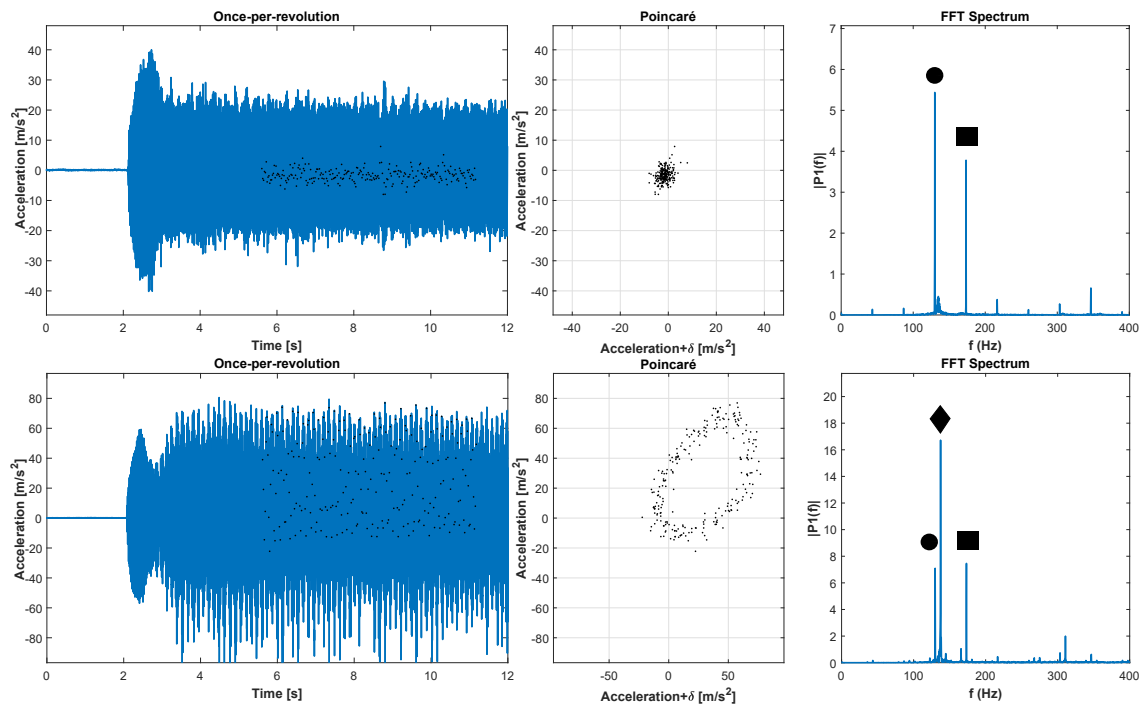 Once-per-revolution
Acceleration [m/s²]
40
30
20
10
0
-10
-20
-30
-40
0 2 4 6 8 10 12
Time [s]
Poincaré
Acceleration [m/s²]
40
30
20
10
0
-10
-20
-30
-40
-40 -20 0 20 40
Acceleration+δ [m/s²]
FFT Spectrum
|P1(f)|
7
6
5
4
3
2
1
0
0 100 200 300 400
f (Hz)
Once-per-revolution
Acceleration [m/s²]
80
60
40
20
0
-20
-40
-60
-80
0 2 4 6 8 10 12
Time [s]
Poincaré
Acceleration [m/s²]
80
60
40
20
0
-20
-40
-60
-80
-50 0 50
Acceleration+δ [m/s²]
FFT Spectrum
|P1(f)|
20
18
16
14
12
10
8
6
4
2
0
0 100 200 300 400
f (Hz)